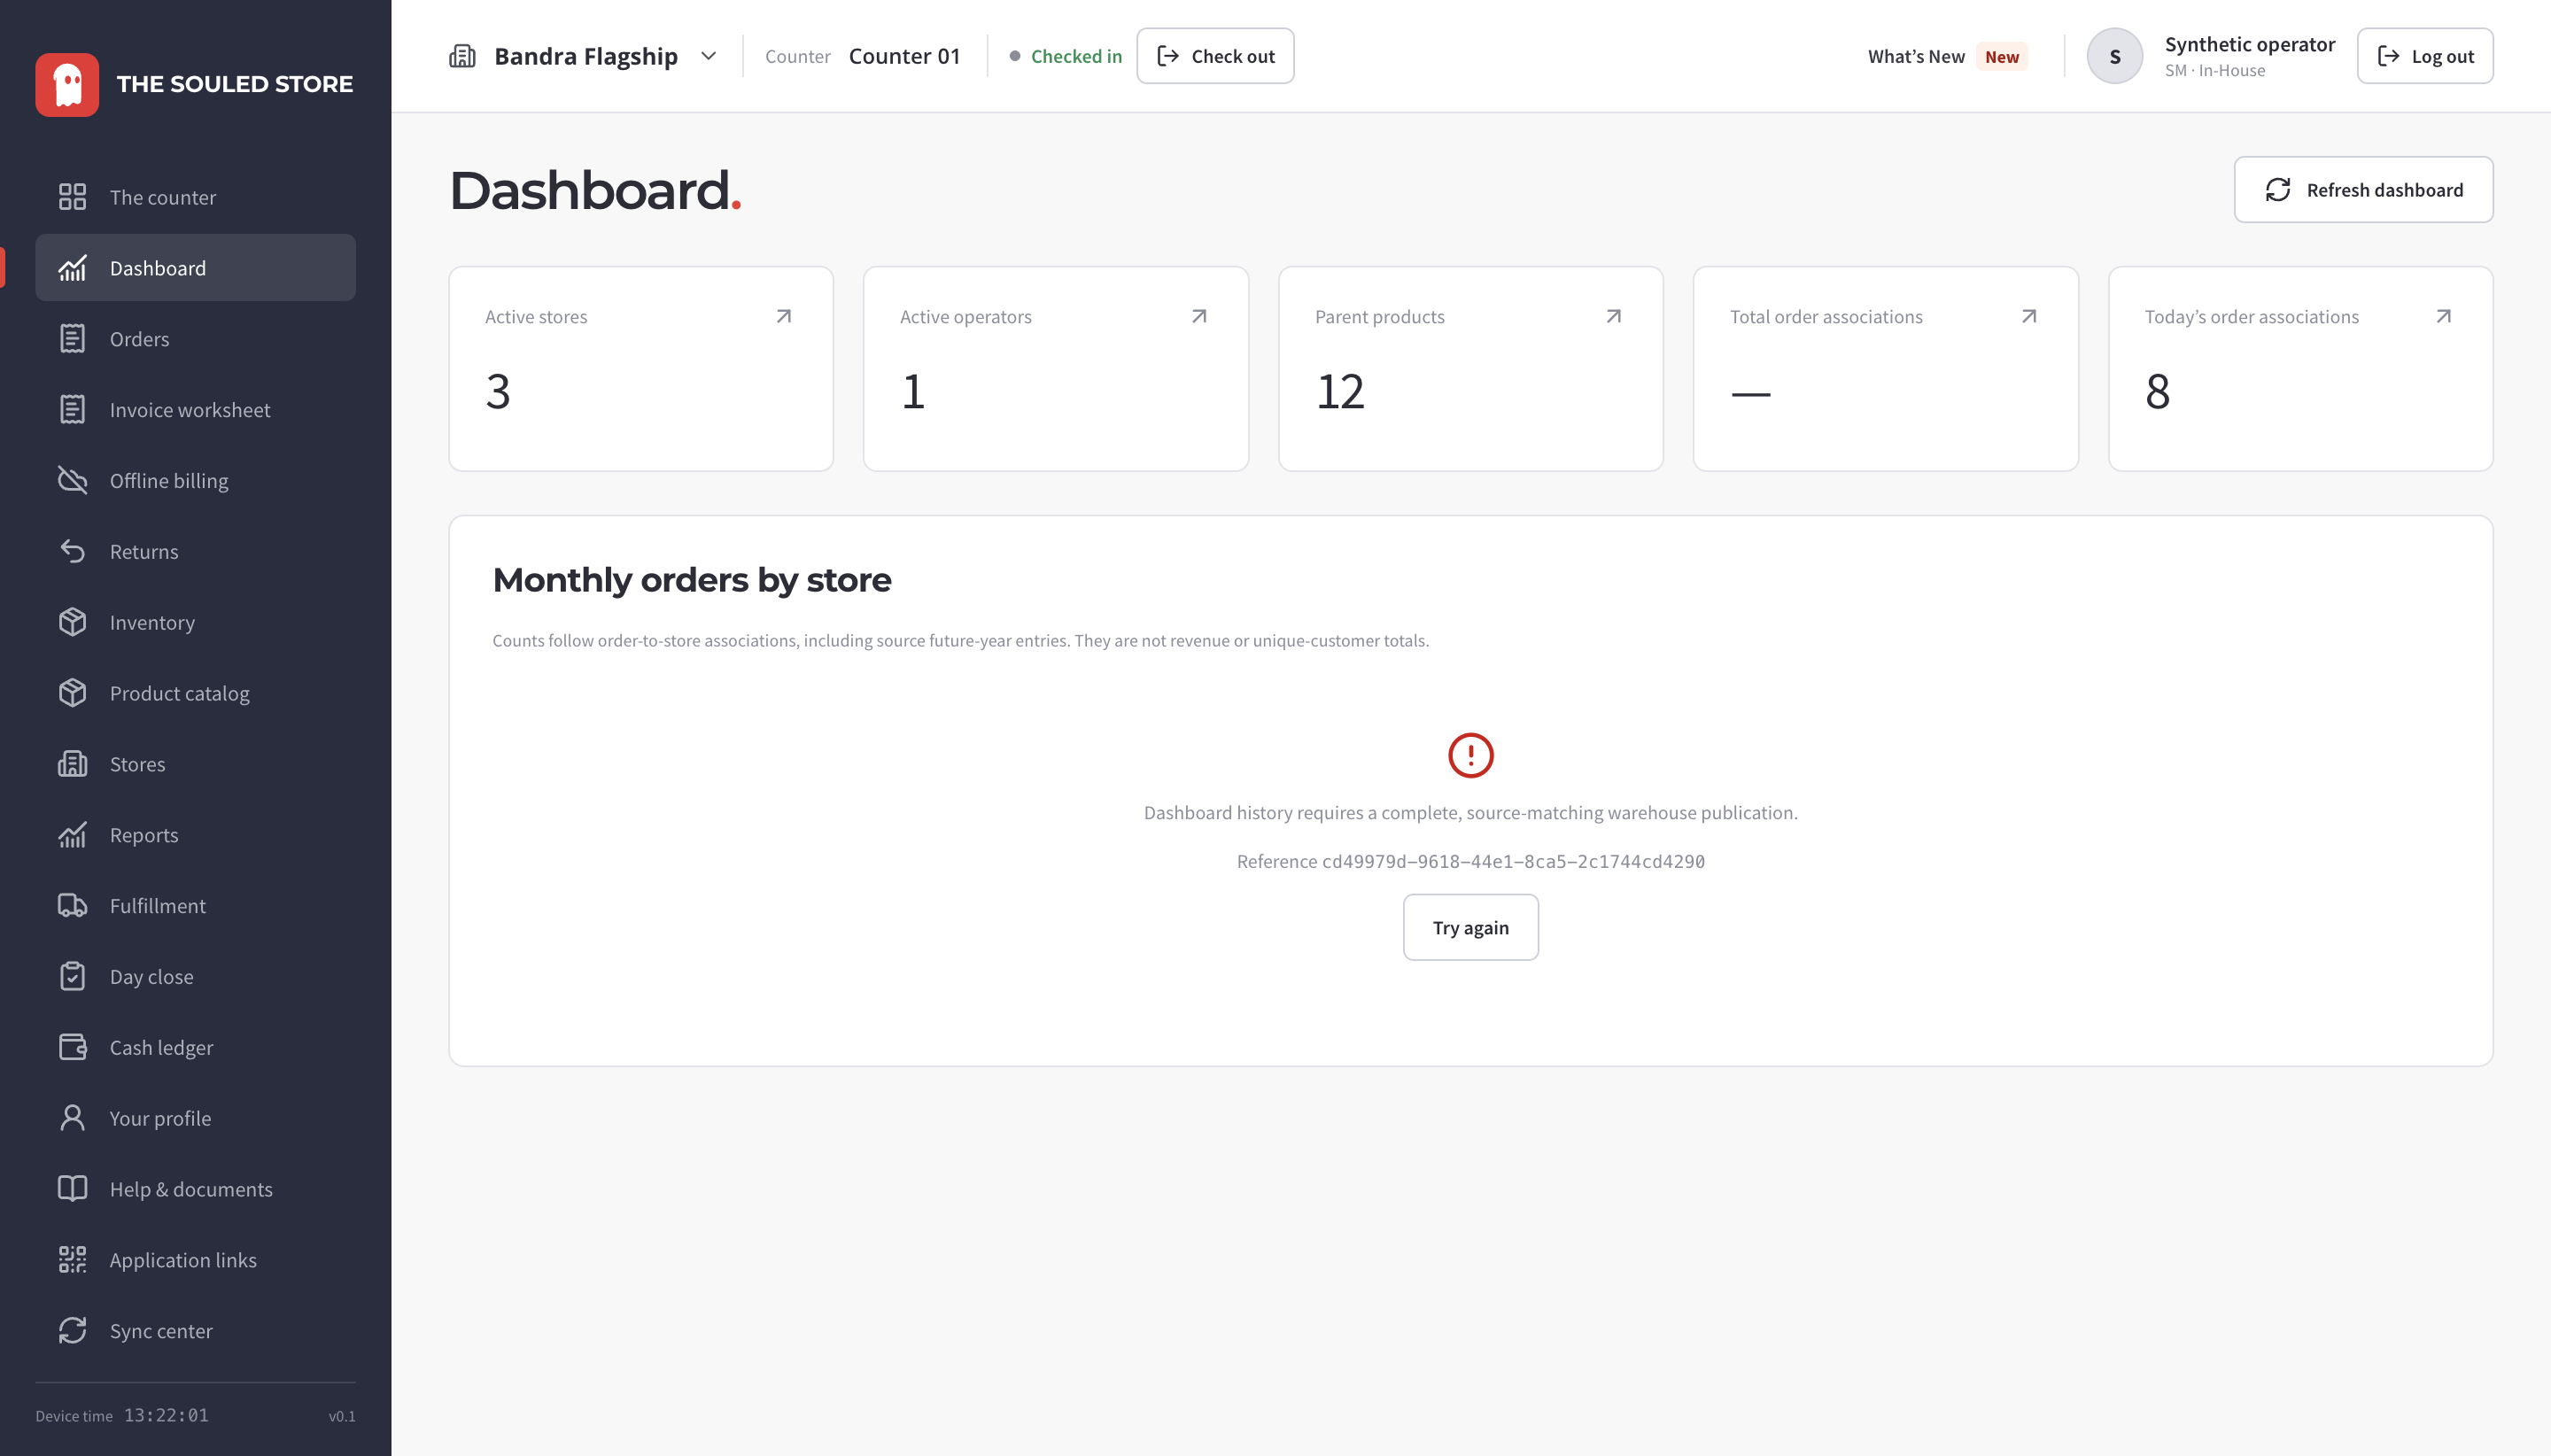 THE SOULED STORE
The counter
Dashboard
Orders
Invoice worksheet
Offline billing
Returns
Inventory
Product catalog
Stores
Reports
Fulfillment
Day close
Cash ledger
Your profile
Help & documents
Application links
Sync center
Device time 13:22:01 v0.1
Bandra Flagship Counter Counter 01 Checked in Check out What’s New New S Synthetic operator Log out
SM · In-House
Dashboard. Refresh dashboard
Active stores
3
Active operators
1
Parent products
12
Total order associations
—
Today’s order associations
8
Monthly orders by store
Counts follow order-to-store associations, including source future-year entries. They are not revenue or unique-customer totals.
Dashboard history requires a complete, source-matching warehouse publication.
Reference cd49979d-9618-44e1-8ca5-2c1744cd4290
Try again